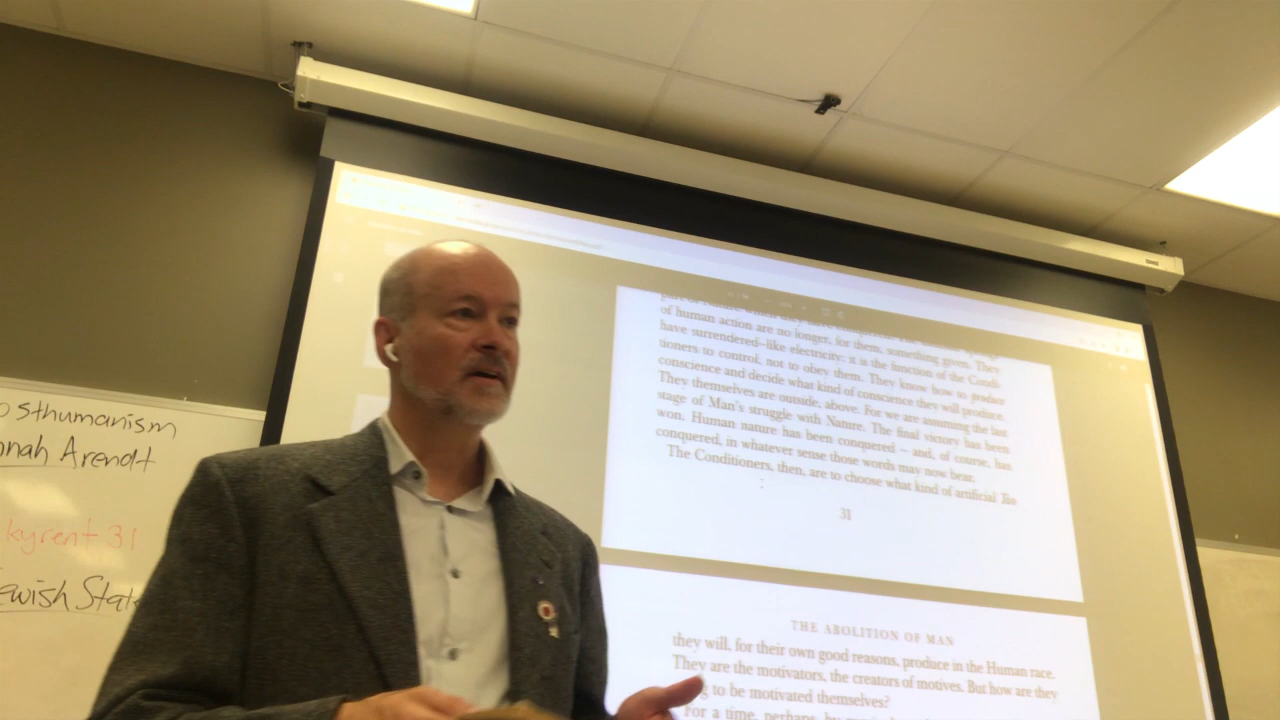 osthumanism
nnah Arendt
kyrent 31
ewish State
of human action are no longer, for them, something given. They
have surrendered—like electricity: it is the function of the Condi-
tioners to control, not to obey them. They know how to produce
conscience and decide what kind of conscience they will produce.
They themselves are outside, above. For we are assuming the last
stage of Man's struggle with Nature. The final victory has been
won. Human nature has been conquered — and, of course, has
conquered, in whatever sense those words may now bear.
The Conditioners, then, are to choose what kind of artificial Tao
31
THE ABOLITION OF MAN
they will, for their own good reasons, produce in the Human race.
They are the motivators, the creators of motives. But how are they
g to be motivated themselves?
For a time, perhaps, by